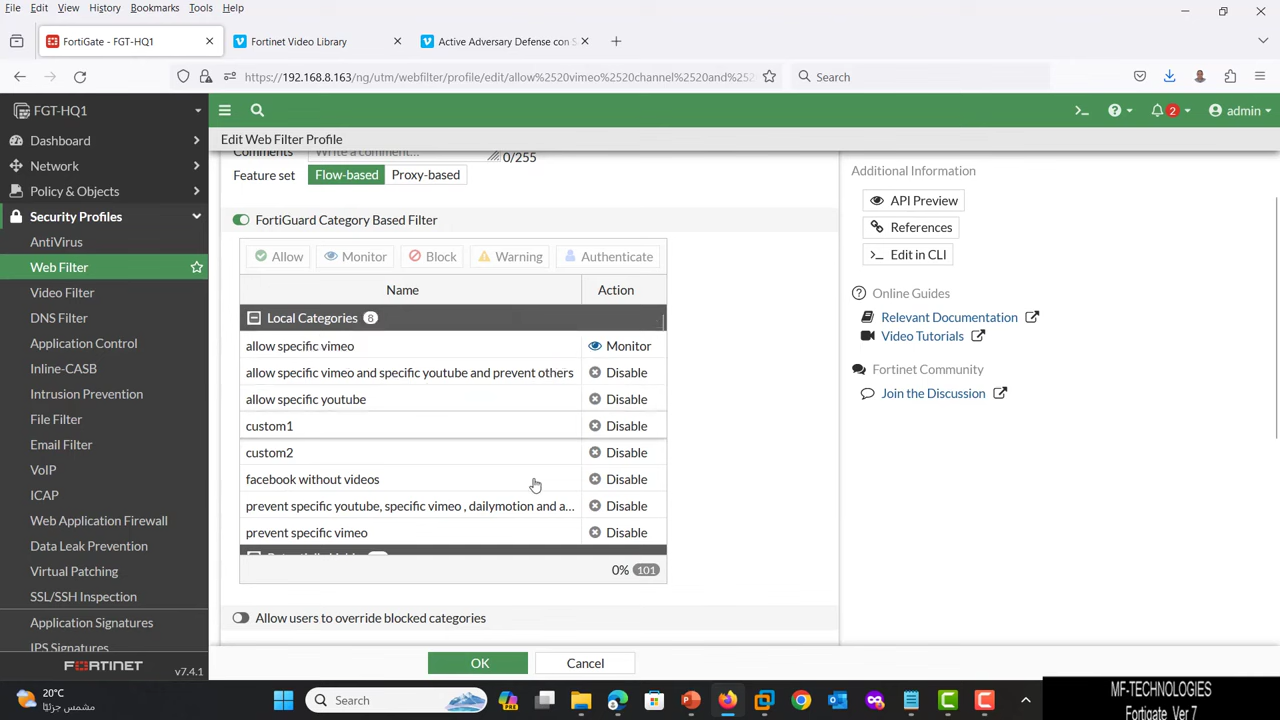 File Edit View History Bookmarks Tools Help
FortiGate - FGT-HQ1
Fortinet Video Library
Active Adversary Defense con S
https://192.168.8.163/ng/utm/webfilter/profile/edit/allow%2520vimeo%2520channel%2520and%252
Search
FGT-HQ1
2
admin
Dashboard
Network
Policy & Objects
Security Profiles
AntiVirus
Web Filter
Video Filter
DNS Filter
Application Control
Inline-CASB
Intrusion Prevention
File Filter
Email Filter
VoIP
ICAP
Web Application Firewall
Data Leak Prevention
Virtual Patching
SSL/SSH Inspection
Application Signatures
IPS Signatures
FORTINET v7.4.1
Edit Web Filter Profile
Comments Write a comment... 0/255
Feature set Flow-based Proxy-based
FortiGuard Category Based Filter
Allow Monitor Block Warning Authenticate
Name Action
Local Categories 8
allow specific vimeo Monitor
allow specific vimeo and specific youtube and prevent others Disable
allow specific youtube Disable
custom1 Disable
custom2 Disable
facebook without videos Disable
prevent specific youtube, specific vimeo , dailymotion and a... Disable
prevent specific vimeo Disable
0% 101
Allow users to override blocked categories
OK Cancel
Additional Information
API Preview
References
Edit in CLI
Online Guides
Relevant Documentation
Video Tutorials
Fortinet Community
Join the Discussion
20°C
مشمس جزئيًا
Search
MF-TECHNOLOGIES
Fortigate Ver 7